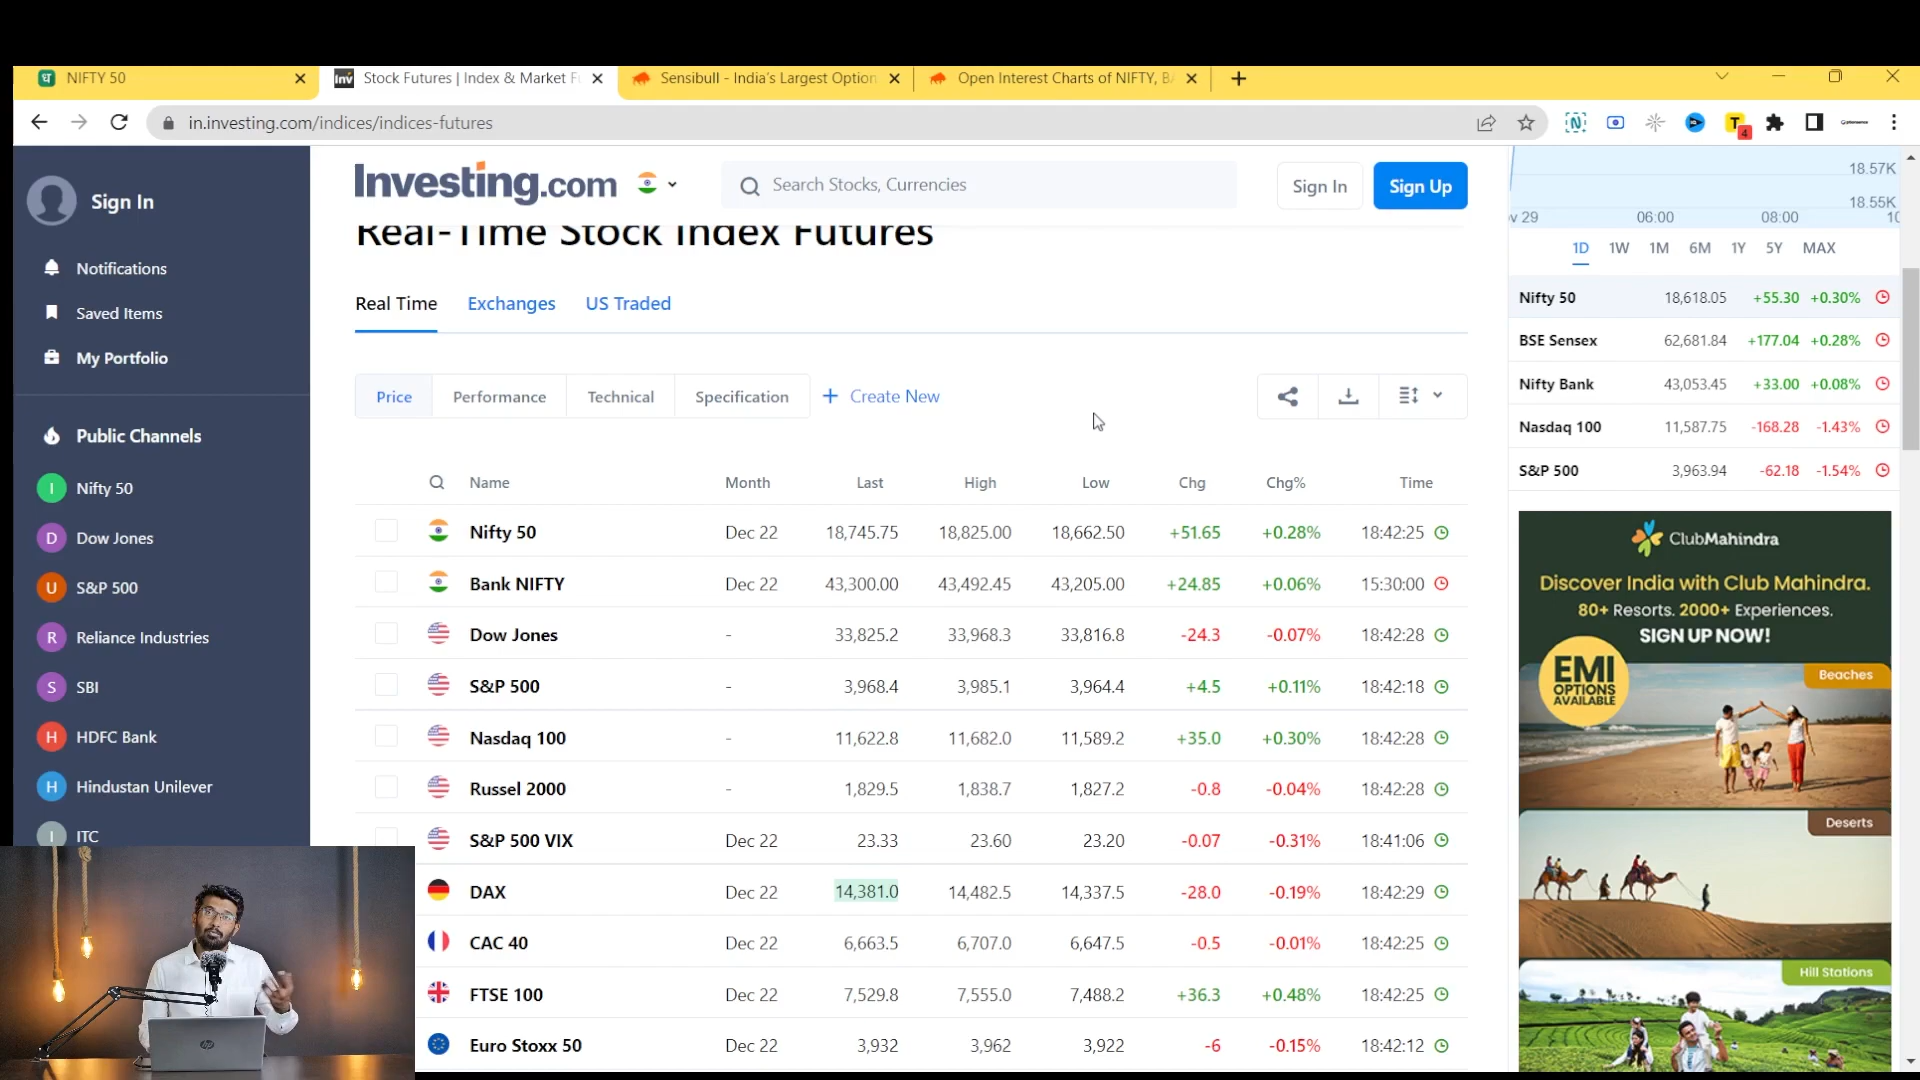 NIFTY 50
Stock Futures | Index & Market F
Sensibull - India's Largest Option
Open Interest Charts of NIFTY, B
in.investing.com/indices/indices-futures
T
4
Sign In
Notifications
Saved Items
My Portfolio
Public Channels
I Nifty 50
D Dow Jones
U S&P 500
R Reliance Industries
S SBI
H HDFC Bank
H Hindustan Unilever
I ITC
Investing.com
Search Stocks, Currencies
Sign In
Sign Up
Real-Time Stock Index Futures
Real Time Exchanges US Traded
Price Performance Technical Specification + Create New
Name Month Last High Low Chg Chg% Time
Nifty 50 Dec 22 18,745.75 18,825.00 18,662.50 +51.65 +0.28% 18:42:25
Bank NIFTY Dec 22 43,300.00 43,492.45 43,205.00 +24.85 +0.06% 15:30:00
Dow Jones - 33,825.2 33,968.3 33,816.8 -24.3 -0.07% 18:42:28
S&P 500 - 3,968.4 3,985.1 3,964.4 +4.5 +0.11% 18:42:18
Nasdaq 100 - 11,622.8 11,682.0 11,589.2 +35.0 +0.30% 18:42:28
Russel 2000 - 1,829.5 1,838.7 1,827.2 -0.8 -0.04% 18:42:28
S&P 500 VIX Dec 22 23.33 23.60 23.20 -0.07 -0.31% 18:41:06
DAX Dec 22 14,381.0 14,482.5 14,337.5 -28.0 -0.19% 18:42:29
CAC 40 Dec 22 6,663.5 6,707.0 6,647.5 -0.5 -0.01% 18:42:25
FTSE 100 Dec 22 7,529.8 7,555.0 7,488.2 +36.3 +0.48% 18:42:25
Euro Stoxx 50 Dec 22 3,932 3,962 3,922 -6 -0.15% 18:42:12
18.57K
18.55K
v 29 06:00 08:00 10
1D 1W 1M 6M 1Y 5Y MAX
Nifty 50 18,618.05 +55.30 +0.30%
BSE Sensex 62,681.84 +177.04 +0.28%
Nifty Bank 43,053.45 +33.00 +0.08%
Nasdaq 100 11,587.75 -168.28 -1.43%
S&P 500 3,963.94 -62.18 -1.54%
ClubMahindra
Discover India with Club Mahindra.
80+ Resorts. 2000+ Experiences.
SIGN UP NOW!
EMI
OPTIONS
AVAILABLE
Beaches
Deserts
Hill Stations